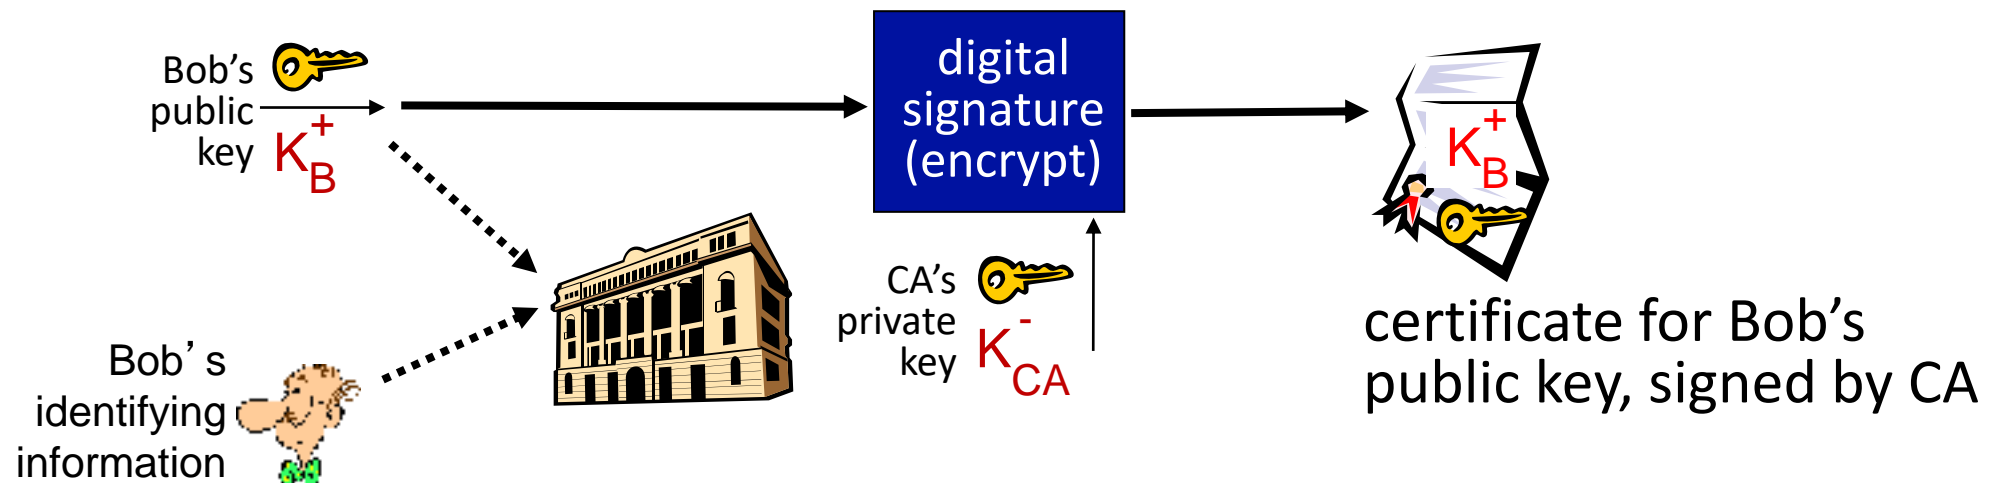 Bob’s
public
key
K+B
digital
signature
(encrypt)
K+B
Bob’s
identifying
information
CA’s
private
key
K-CA
certificate for Bob’s
public key, signed by CA